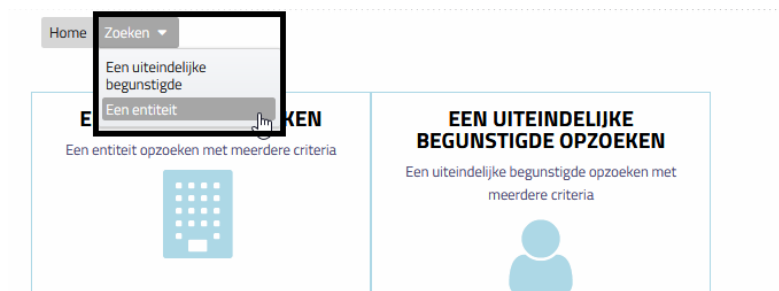 Home Zoeken
Een uiteindelijke
begunstigde
Een entiteit
E KEN
Een entiteit opzoeken met meerdere criteria
EEN UITEINDELIJKE
BEGUNSTIGDE OPZOEKEN
Een uiteindelijke begunstigde opzoeken met
meerdere criteria